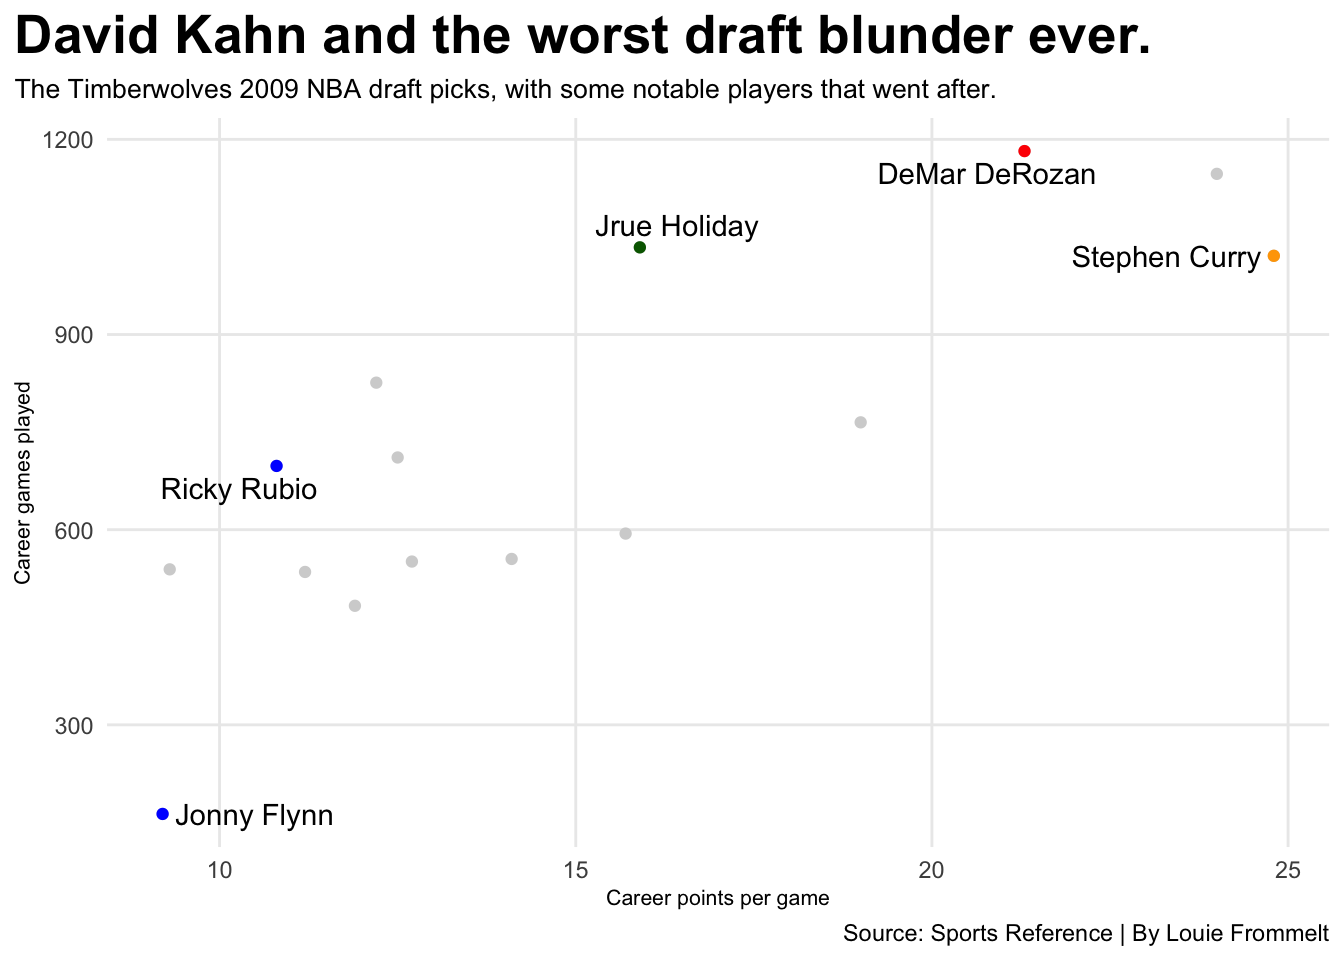 David Kahn and the worst draft blunder ever.
The Timberwolves 2009 NBA draft picks, with some notable players that went after.
1200
DeMar DeRozan
Jrue Holiday
Stephen Curry
900
Career games played
Ricky Rubio
600
300
Jonny Flynn
10
15
20
25
Career points per game
Source: Sports Reference | By Louie Frommelt